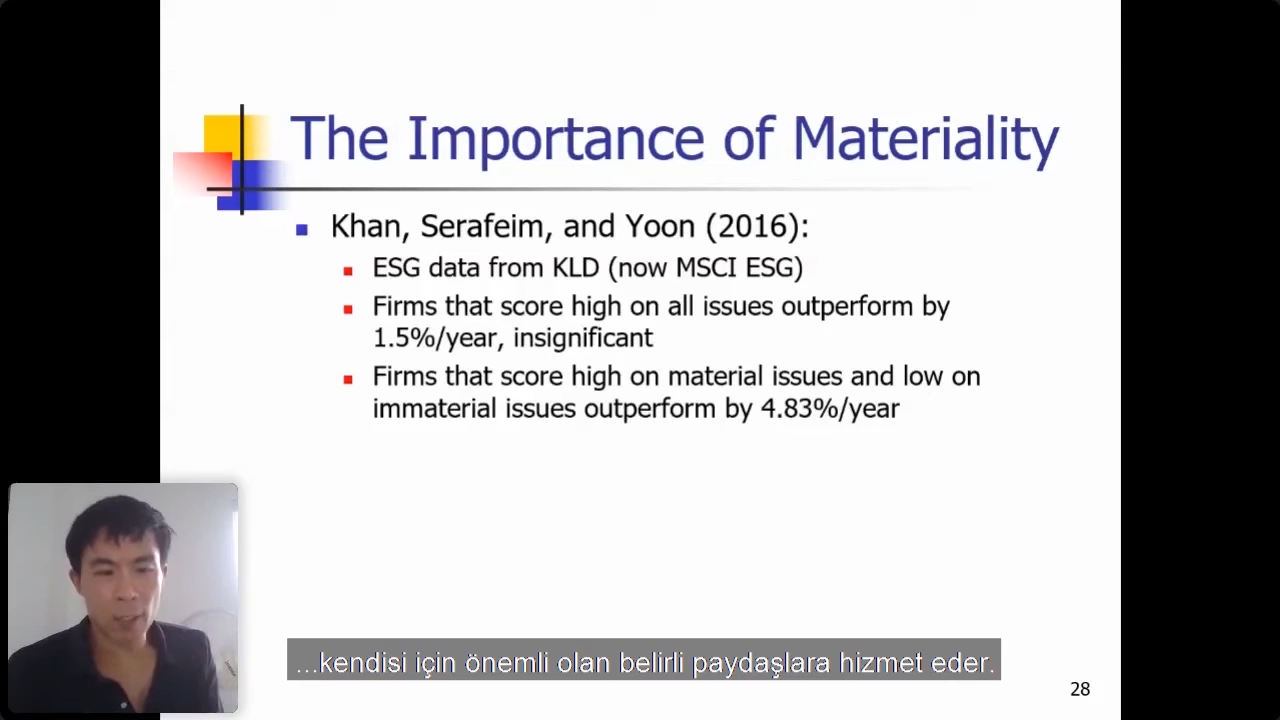 The Importance of Materiality
Khan, Serafeim, and Yoon (2016):
ESG data from KLD (now MSCI ESG)
Firms that score high on all issues outperform by
1.5%/year, insignificant
Firms that score high on material issues and low on
immaterial issues outperform by 4.83%/year
...kendisi için önemli olan belirli paydaşlara hizmet eder.
28